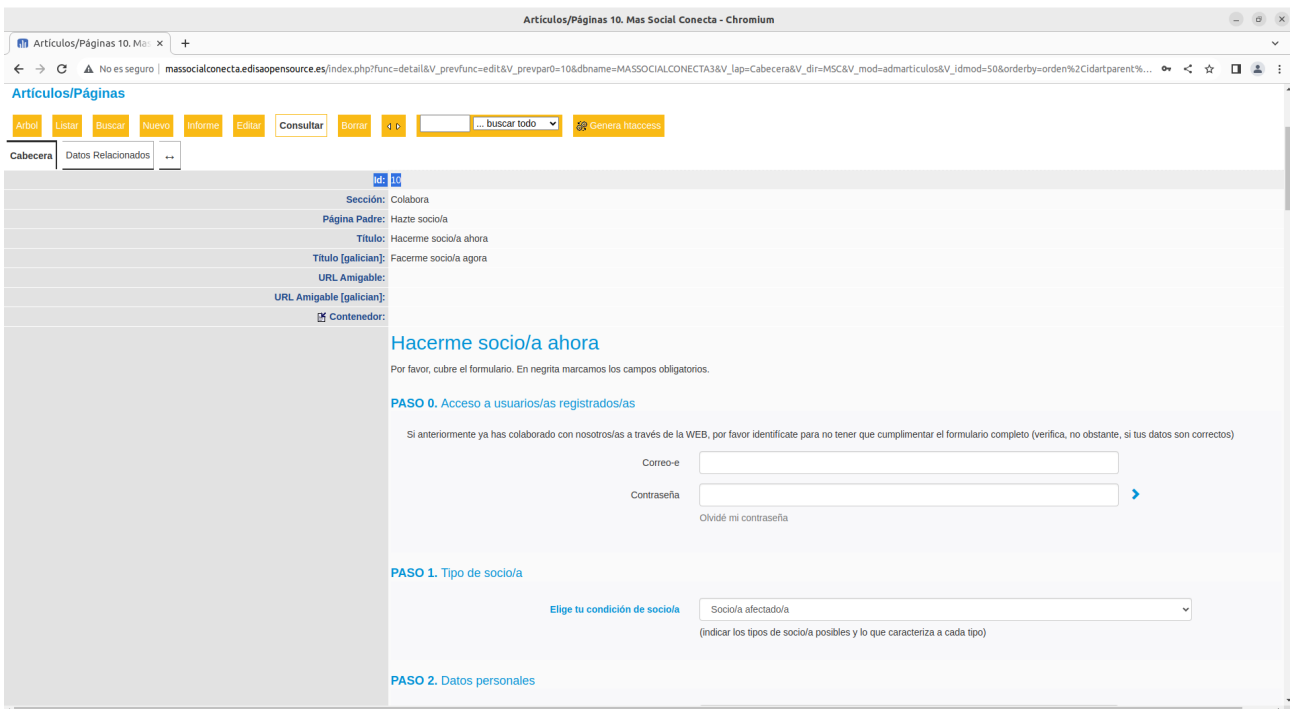 Artículos/Páginas 10. Mas Social Conecta - Chromium
Artículos/Páginas 10. Mas
No es seguro | massocialconecta.edisaopensource.es/index.php?func=detail&V_prevfunc=edit&V_prevpar0=10&dbname=MASSOCIALCONECTA3&V_lap=Cabecera&V_dir=MSC&V_mod=admarticulos&V_idmod=50&orderby=orden%2Cidartparent%...
Artículos/Páginas
Arbol Listar Buscar Nuevo Informe Editar Consultar Borrar ... buscar todo Genera htaccess
Cabecera Datos Relacionados ↔
Id: 10
Sección: Colabora
Página Padre: Hazte socio/a
Título: Hacerme socio/a ahora
Título [galician]: Facerme socio/a agora
URL Amigable:
URL Amigable [galician]:
Contenedor:
Hacerme socio/a ahora
Por favor, cubre el formulario. En negrita marcamos los campos obligatorios.
PASO 0. Acceso a usuarios/as registrados/as
Si anteriormente ya has colaborado con nosotros/as a través de la WEB, por favor identifícate para no tener que cumplimentar el formulario completo (verifica, no obstante, si tus datos son correctos)
Correo-e
Contraseña
Olvidé mi contraseña
PASO 1. Tipo de socio/a
Elige tu condición de socio/a Socio/a afectado/a
(indicar los tipos de socio/a posibles y lo que caracteriza a cada tipo)
PASO 2. Datos personales